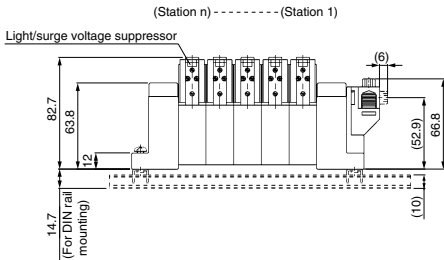 (Station n) - - - - - - - - (Station 1)
Light/surge voltage suppressor
(6)
82.7
63.8
12
(52.9)
66.8
14.7
(For DIN rail
mounting)
(10)